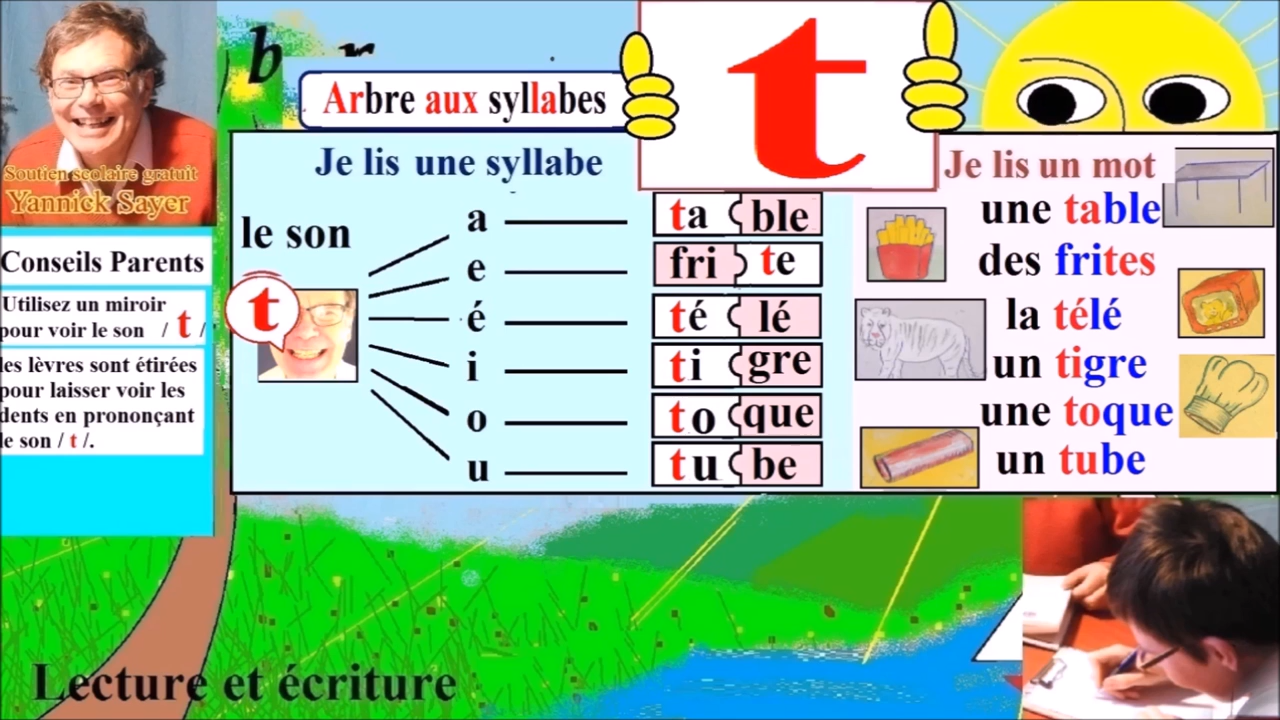 b r
t
Arbre aux syllabes
Soutien scolaire gratuit
Yannick Sayer
Conseils Parents
Utilisez un miroir
pour voir le son / t /
les lèvres sont étirées
pour laisser voir les
dents en prononçant
le son / t /.
Je lis une syllabe
le son
t
a
e
é
i
o
u
ta ble
fri te
té lé
ti gre
to que
tu be
Je lis un mot
une table
des frites
la télé
un tigre
une toque
un tube
Lecture et écriture